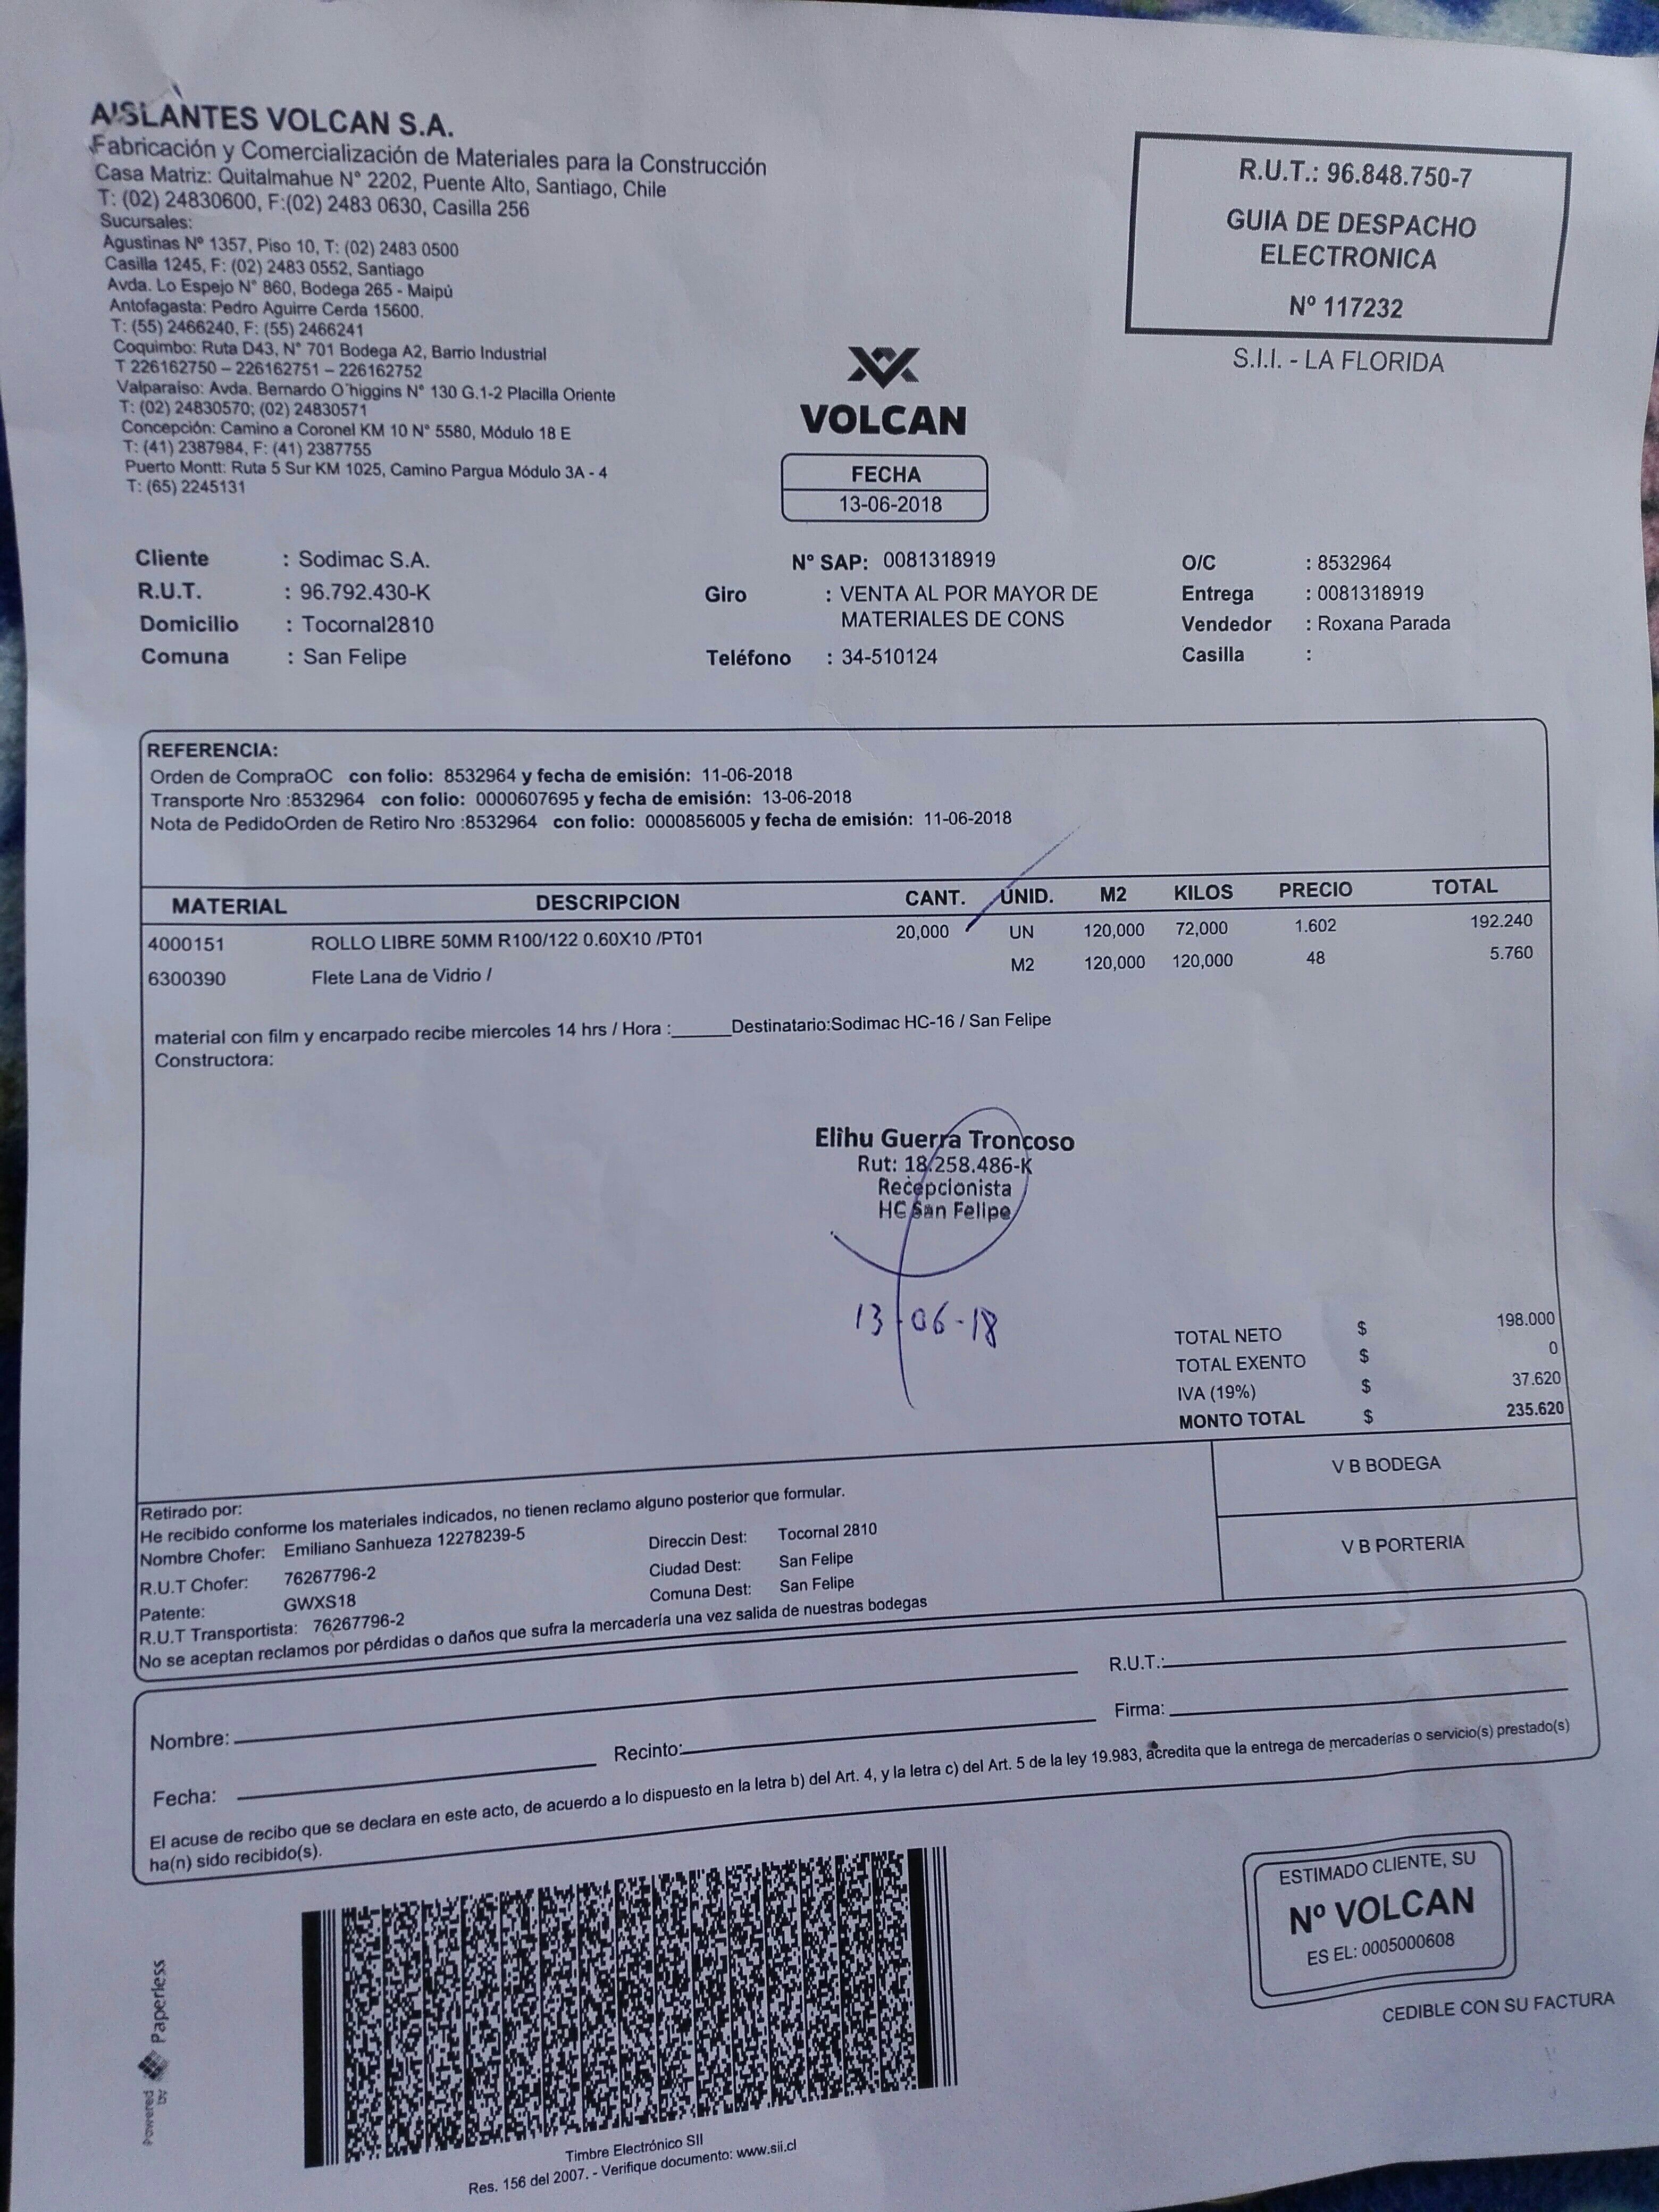 AISLANTES VOLCAN S.A.
Fabricación y Comercialización de Materiales para la Construcción
Casa Matriz: Quitalmahue N° 2202, Puente Alto, Santiago, Chile
T: (02) 24830600, F:(02) 2483 0630, Casilla 256
Sucursales:
Agustinas Nº 1357, Piso 10, T: (02) 2483 0500
Casilla 1245, F: (02) 2483 0552, Santiago
Avda. Lo Espejo N° 860, Bodega 265 - Maipú
Antofagasta: Pedro Aguirre Cerda 15600.
T: (55) 2466240, F: (55) 2466241
Coquimbo: Ruta D43, N° 701 Bodega A2, Barrio Industrial
T 226162750 – 226162751 – 226162752
Valparaiso: Avda. Bernardo O´higgins N° 130 G.1-2 Placilla Oriente
T: (02) 24830570; (02) 24830571
Concepción: Camino a Coronel KM 10 N° 5580, Módulo 18 E
T: (41) 2387984, F: (41) 2387755
Puerto Montt: Ruta 5 Sur KM 1025, Camino Pargua Módulo 3A - 4
T: (65) 2245131
R.U.T.: 96.848.750-7
GUIA DE DESPACHO
ELECTRONICA
Nº 117232
S.I.I. - LA FLORIDA
VOLCAN
FECHA
13-06-2018
Cliente : Sodimac S.A. N° SAP: 0081318919 O/C : 8532964
R.U.T. : 96.792.430-K Giro : VENTA AL POR MAYOR DE Entrega : 0081318919
MATERIALES DE CONS
Domicilio : Tocornal2810 Vendedor : Roxana Parada
Comuna : San Felipe Teléfono : 34-510124 Casilla :
REFERENCIA:
Orden de CompraOC con folio: 8532964 y fecha de emisión: 11-06-2018
Transporte Nro :8532964 con folio: 0000607695 y fecha de emisión: 13-06-2018
Nota de PedidoOrden de Retiro Nro :8532964 con folio: 0000856005 y fecha de emisión: 11-06-2018
MATERIAL DESCRIPCION CANT. UNID. M2 KILOS PRECIO TOTAL
4000151 ROLLO LIBRE 50MM R100/122 0.60X10 /PT01 20,000 UN 120,000 72,000 1.602 192.240
6300390 Flete Lana de Vidrio / M2 120,000 120,000 48 5.760
material con film y encarpado recibe miercoles 14 hrs / Hora :______Destinatario:Sodimac HC-16 / San Felipe
Constructora:
Elihu Guerra Troncoso
Rut: 18.258.486-K
Recepcionista
HC San Felipe
13-06-18
TOTAL NETO $ 198.000
TOTAL EXENTO $ 0
IVA (19%) $ 37.620
MONTO TOTAL $ 235.620
V B BODEGA
V B PORTERIA
Retirado por:
He recibido conforme los materiales indicados, no tienen reclamo alguno posterior que formular.
Nombre Chofer: Emiliano Sanhueza 12278239-5 Direccin Dest: Tocornal 2810
R.U.T Chofer: 76267796-2 Ciudad Dest: San Felipe
Patente: GWXS18 Comuna Dest: San Felipe
R.U.T Transportista: 76267796-2
No se aceptan reclamos por pérdidas o daños que sufra la mercadería una vez salida de nuestras bodegas
Nombre: R.U.T.:
Fecha: Recinto: Firma:
El acuse de recibo que se declara en este acto, de acuerdo a lo dispuesto en la letra b) del Art. 4, y la letra c) del Art. 5 de la ley 19.983, acredita que la entrega de mercaderías o servicio(s) prestado(s)
ha(n) sido recibido(s).
ESTIMADO CLIENTE, SU
Nº VOLCAN
ES EL: 0005000608
CEDIBLE CON SU FACTURA
Powered by Paperless
Timbre Electrónico SII
Res. 156 del 2007. - Verifique documento: www.sii.cl